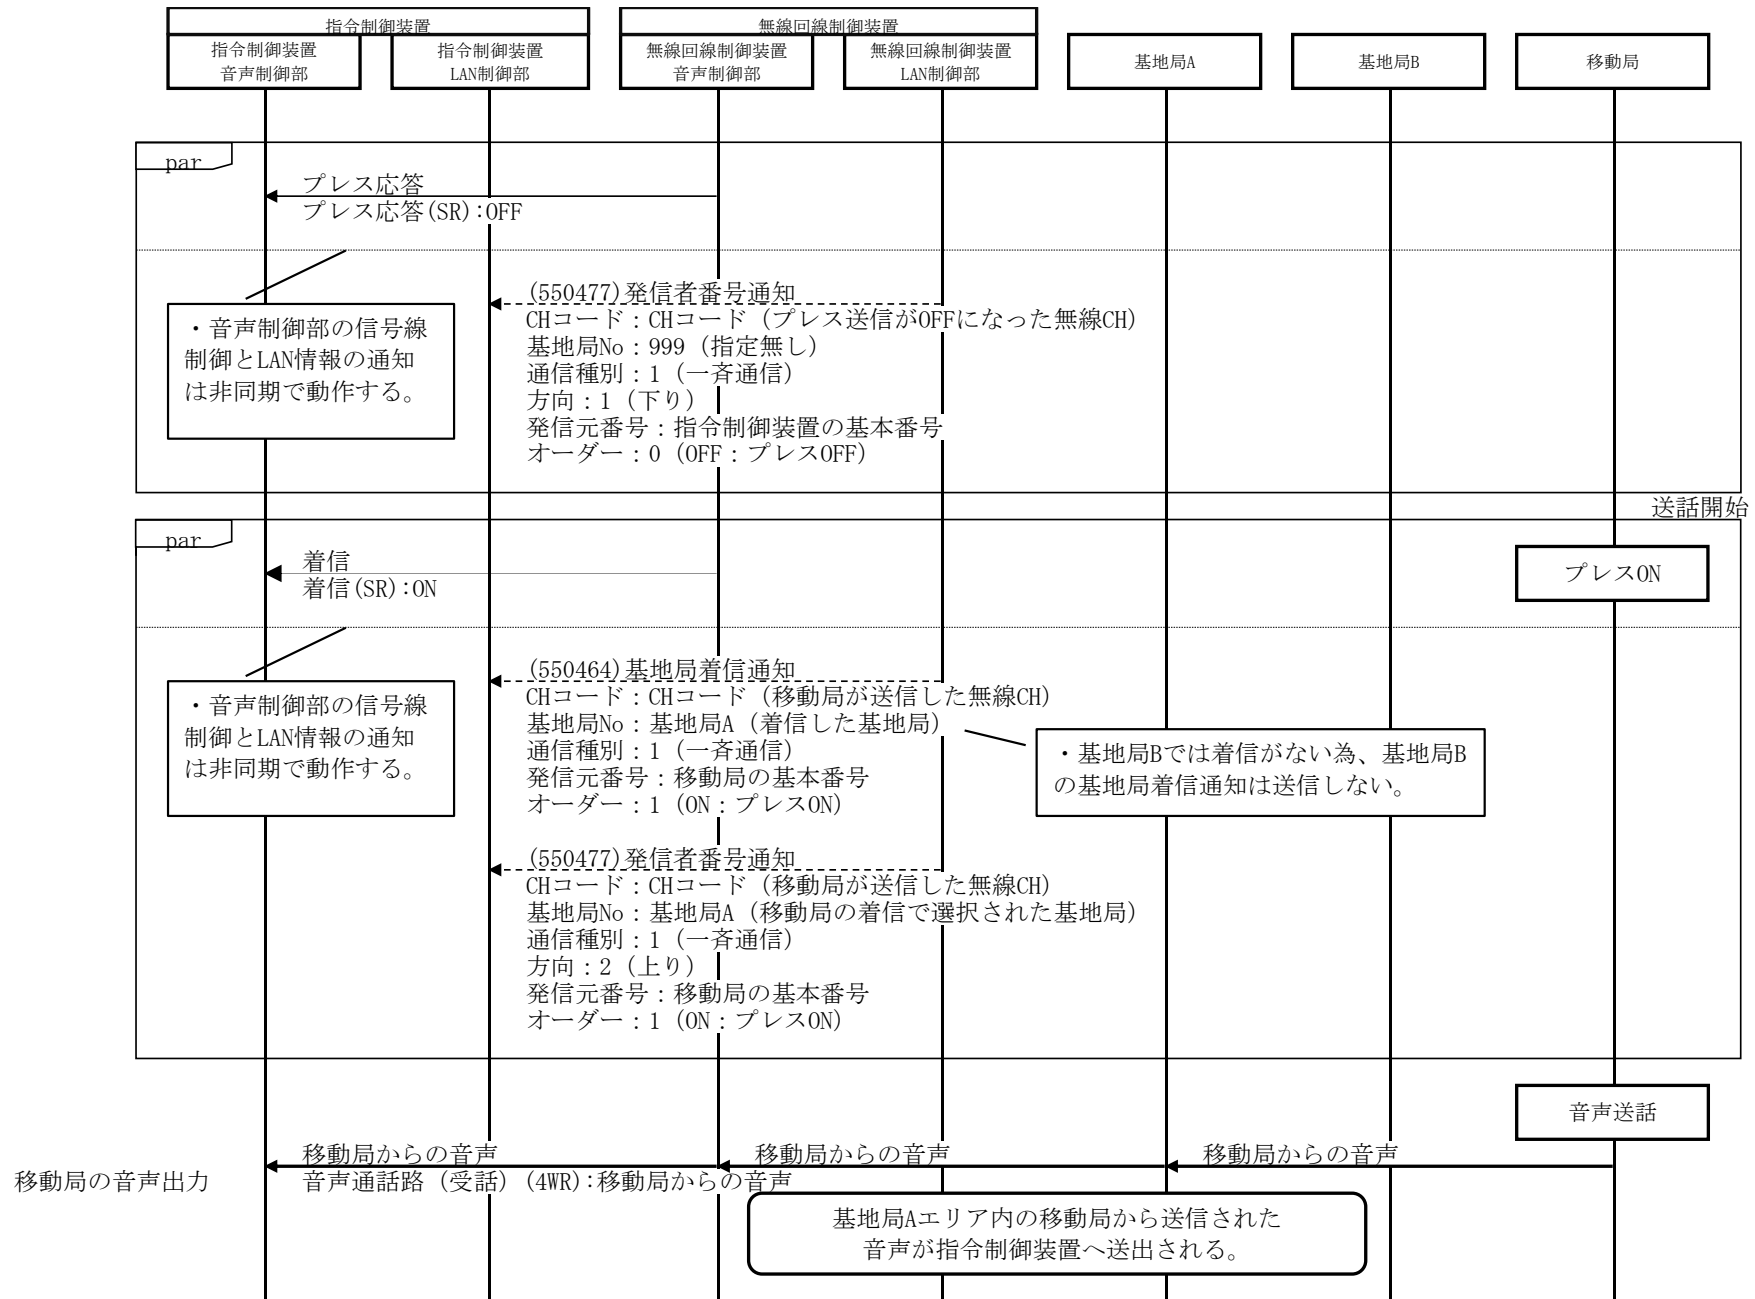 指令制御装置
無線回線制御装置
指令制御装置
音声制御部
指令制御装置
LAN制御部
無線回線制御装置
音声制御部
無線回線制御装置
LAN制御部
基地局A
基地局B
移動局
par
プレス応答
プレス応答(SR):OFF
(550477)発信者番号通知
CHコード：CHコード（プレス送信がOFFになった無線CH）
基地局No：999（指定無し）
通信種別：1（一斉通信）
方向：1（下り）
発信元番号：指令制御装置の基本番号
オーダー：0（OFF：プレスOFF）
・音声制御部の信号線
制御とLAN情報の通知
は非同期で動作する。
送話開始
par
着信
着信(SR):ON
プレスON
(550464)基地局着信通知
CHコード：CHコード（移動局が送信した無線CH）
基地局No：基地局A（着信した基地局）
通信種別：1（一斉通信）
発信元番号：移動局の基本番号
オーダー：1（ON：プレスON）
・音声制御部の信号線
制御とLAN情報の通知
は非同期で動作する。
・基地局Bでは着信がない為、基地局B
の基地局着信通知は送信しない。
(550477)発信者番号通知
CHコード：CHコード（移動局が送信した無線CH）
基地局No：基地局A（移動局の着信で選択された基地局）
通信種別：1（一斉通信）
方向：2（上り）
発信元番号：移動局の基本番号
オーダー：1（ON：プレスON）
音声送話
移動局からの音声
移動局からの音声
移動局からの音声
移動局の音声出力
音声通話路（受話）(4WR):移動局からの音声
基地局Aエリア内の移動局から送信された
音声が指令制御装置へ送出される。